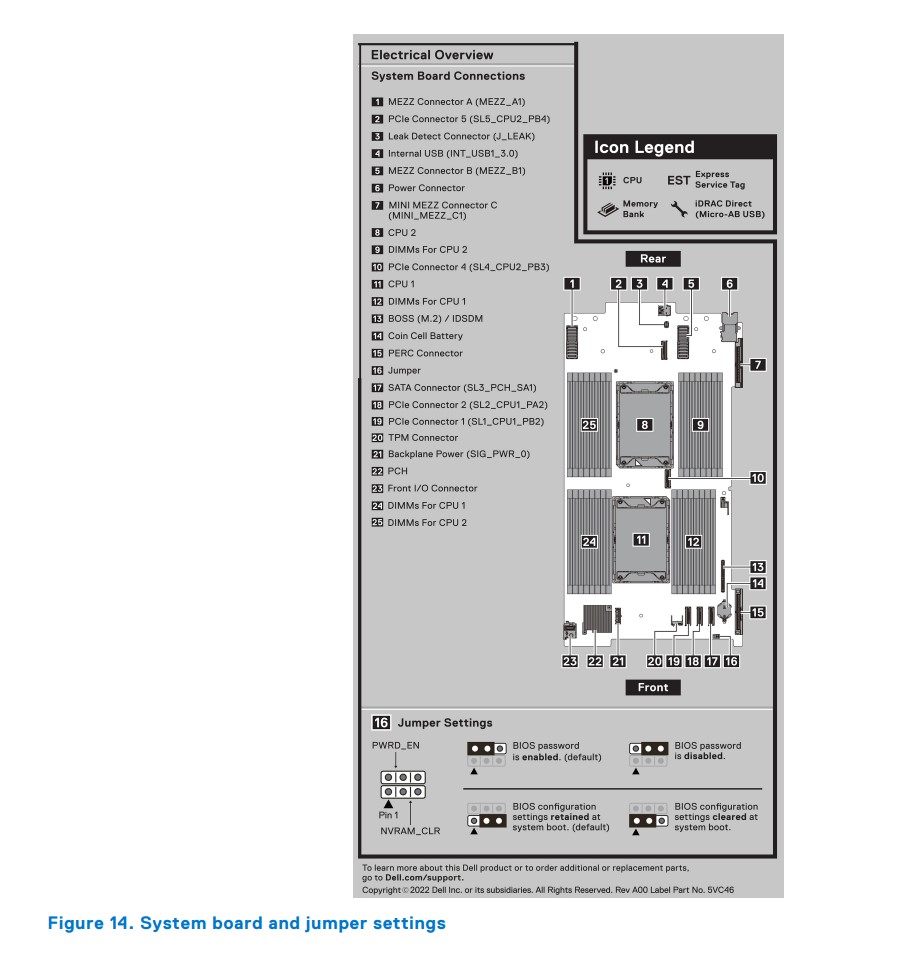 Electrical Overview
System Board Connections
1 MEZZ Connector A (MEZZ_A1)
2 PCIe Connector 5 (SL5_CPU2_PB4)
3 Leak Detect Connector (J_LEAK)
4 Internal USB (INT_USB1_3.0)
5 MEZZ Connector B (MEZZ_B1)
6 Power Connector
7 MINI MEZZ Connector C
(MINI_MEZZ_C1)
8 CPU 2
9 DIMMs For CPU 2
10 PCIe Connector 4 (SL4_CPU2_PB3)
11 CPU 1
12 DIMMs For CPU 1
13 BOSS (M.2) / IDSDM
14 Coin Cell Battery
15 PERC Connector
16 Jumper
17 SATA Connector (SL3_PCH_SA1)
18 PCIe Connector 2 (SL2_CPU1_PA2)
19 PCIe Connector 1 (SL1_CPU1_PB2)
20 TPM Connector
21 Backplane Power (SIG_PWR_0)
22 PCH
23 Front I/O Connector
24 DIMMs For CPU 1
25 DIMMs For CPU 2
Icon Legend
1 CPU
EST Express
Service Tag
Memory
Bank
iDRAC Direct
(Micro-AB USB)
Rear
1 2 3 4 5 6
7
25 8 9
10
24 11 12
13
14
15
23 22 21 20 19 18 17 16
Front
16 Jumper Settings
PWRD_EN
Pin 1
NVRAM_CLR
BIOS password
is enabled. (default)
BIOS password
is disabled.
BIOS configuration
settings retained at
system boot. (default)
BIOS configuration
settings cleared at
system boot.
To learn more about this Dell product or to order additional or replacement parts,
go to Dell.com/support.
Copyright © 2022 Dell Inc. or its subsidiaries. All Rights Reserved. Rev A00 Label Part No. 5VC46
Figure 14. System board and jumper settings